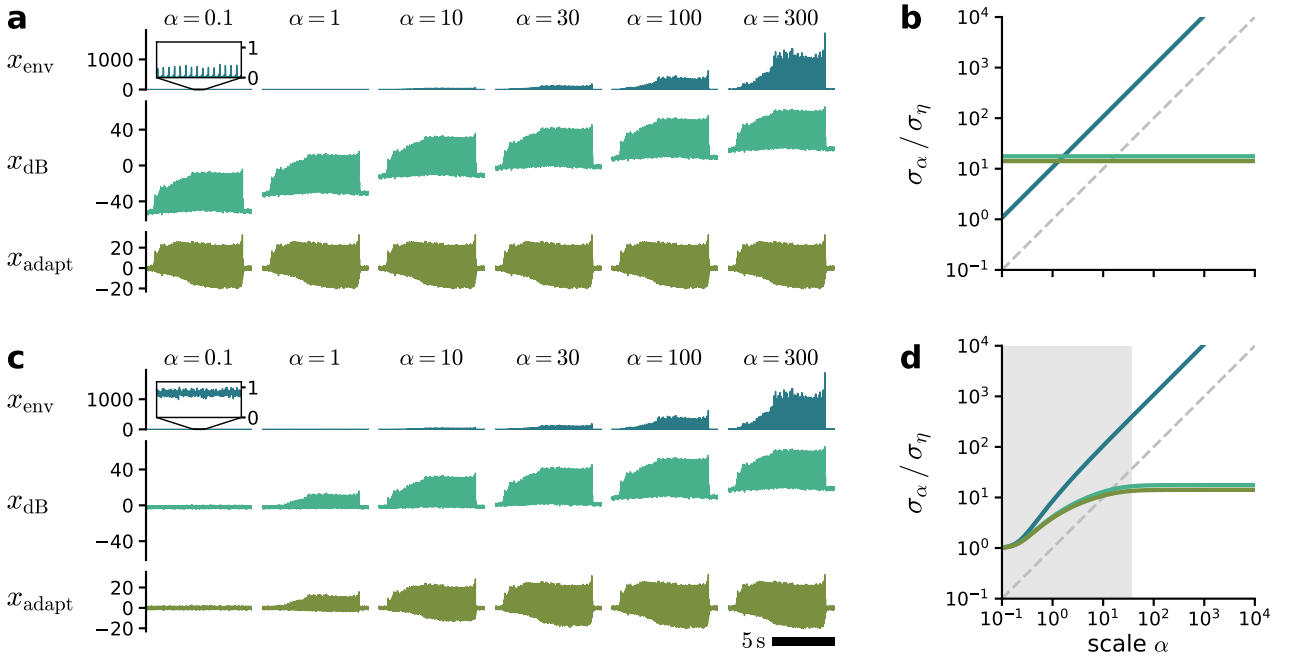 a
α = 0.1 α = 1 α = 10 α = 30 α = 100 α = 300
x_env
1000
0
1
0
x_dB
40
0
−40
x_adapt
20
0
−20
b
σ_α / σ_η
10^4
10^3
10^2
10^1
10^0
10^−1
c
α = 0.1 α = 1 α = 10 α = 30 α = 100 α = 300
x_env
1000
0
1
0
x_dB
40
0
−40
x_adapt
20
0
−20
5 s
d
σ_α / σ_η
10^4
10^3
10^2
10^1
10^0
10^−1
10^−1 10^0 10^1 10^2 10^3 10^4
scale α